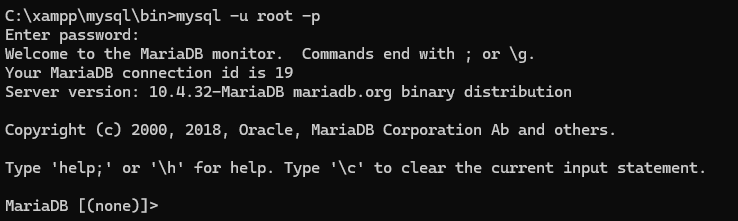 C:\xampp\mysql\bin>mysql -u root -p
Enter password:
Welcome to the MariaDB monitor.  Commands end with ; or \g.
Your MariaDB connection id is 19
Server version: 10.4.32-MariaDB mariadb.org binary distribution
Copyright (c) 2000, 2018, Oracle, MariaDB Corporation Ab and others.
Type 'help;' or '\h' for help. Type '\c' to clear the current input statement.
MariaDB [(none)]>